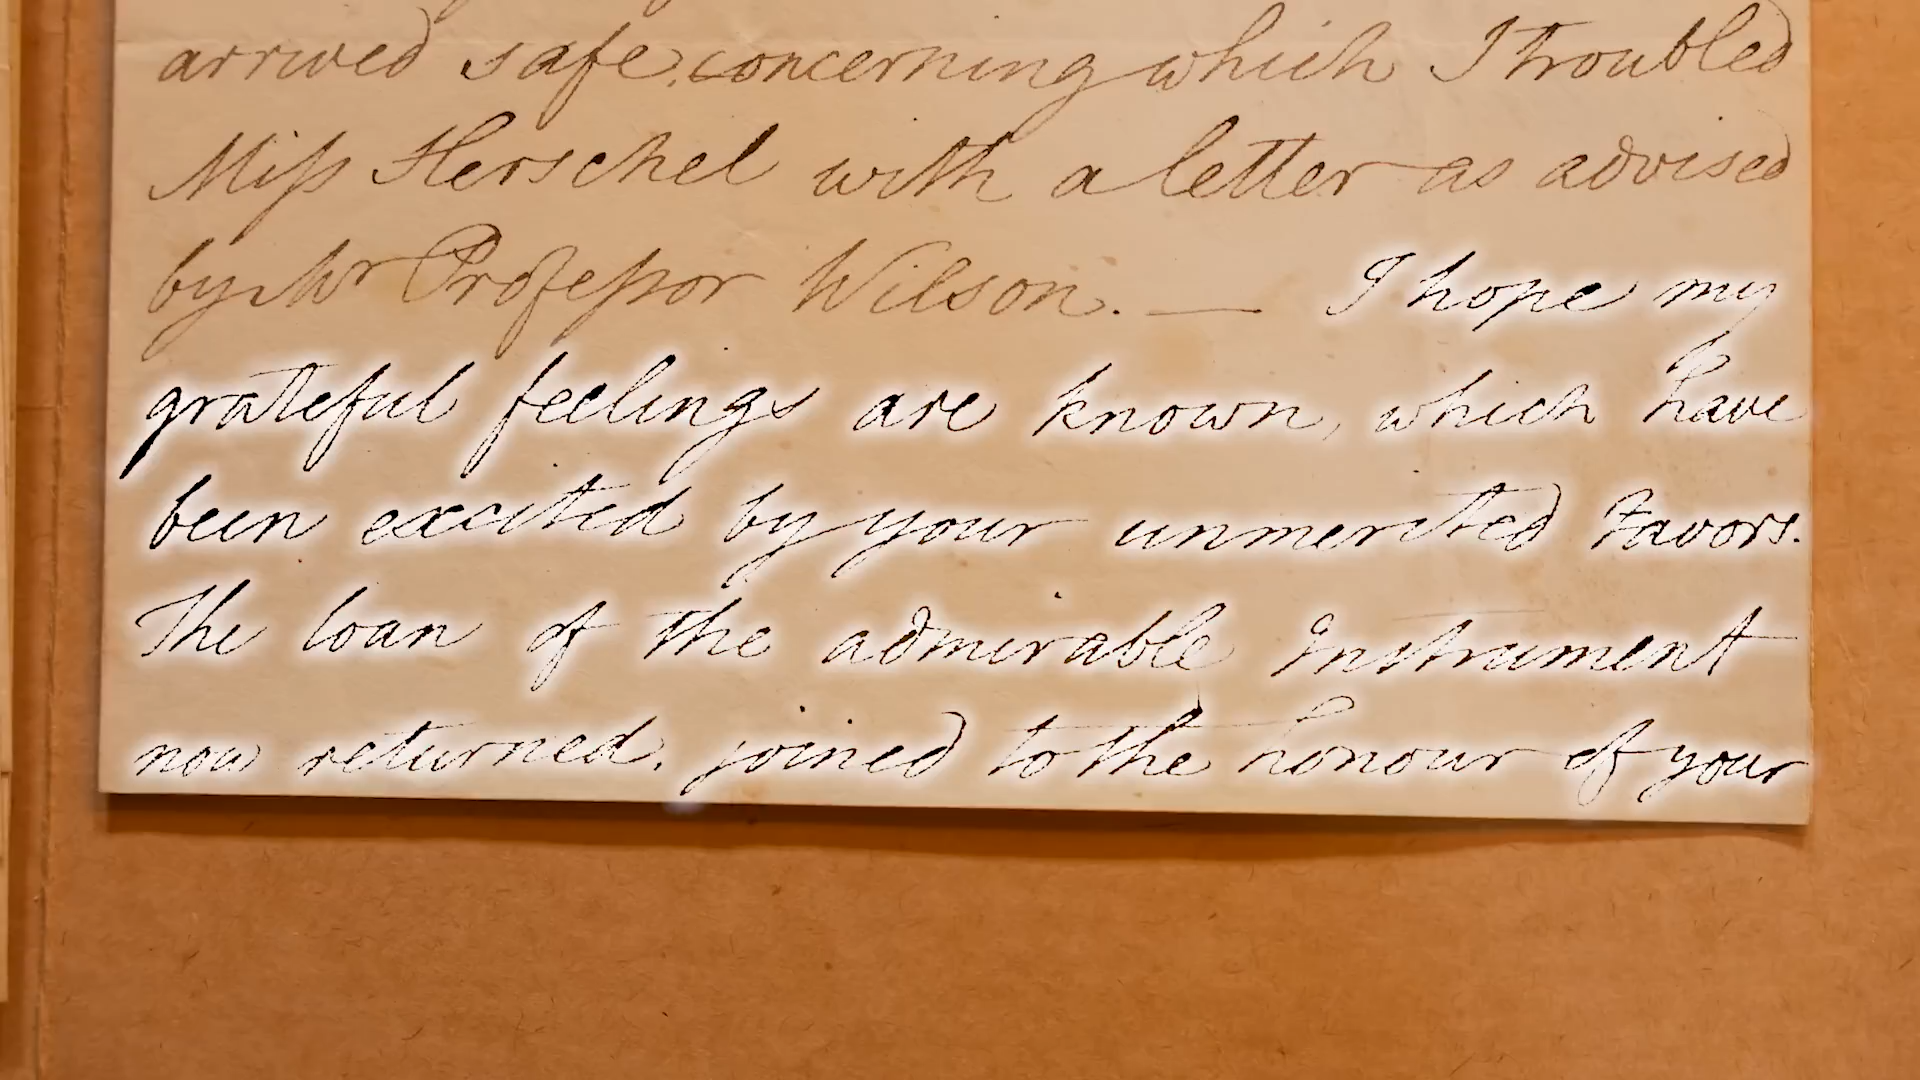 arrived safe, concerning which I troubled
Miſs Herschel with a letter as advised
by Mr Profeſsor Wilson. — I hope my
grateful feelings are known, which have
been excited by your unmerited Favors.
The loan of the admirable Instrument
now returned, joined to the honour of your